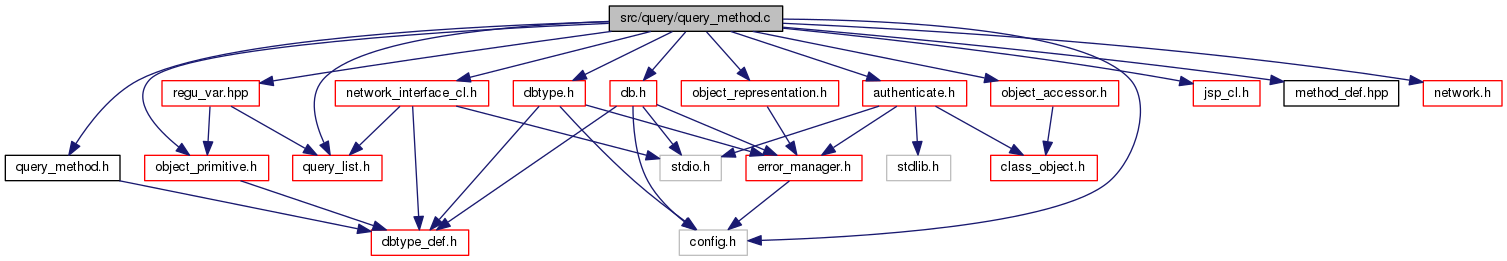 src/query/query_method.c
regu_var.hpp
network_interface_cl.h
dbtype.h
db.h
object_representation.h
authenticate.h
object_accessor.h
jsp_cl.h
method_def.hpp
network.h
query_method.h
object_primitive.h
query_list.h
stdio.h
error_manager.h
stdlib.h
class_object.h
dbtype_def.h
config.h